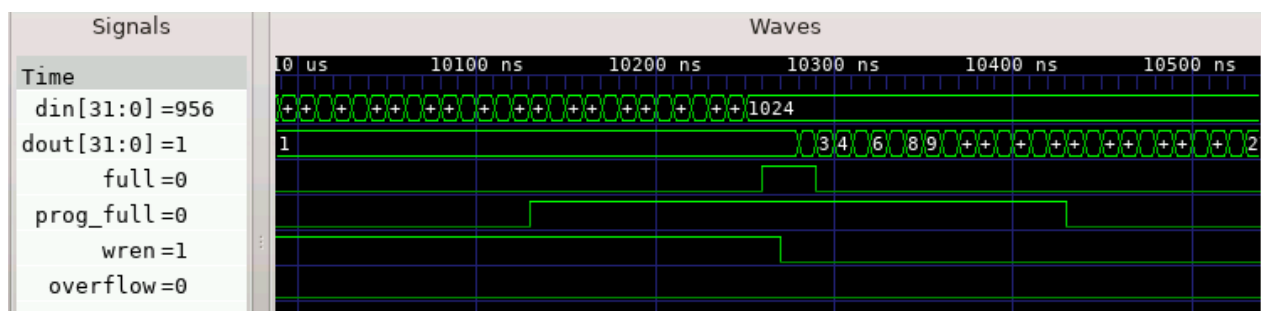 Signals Waves
Time 10 us 10100 ns 10200 ns 10300 ns 10400 ns 10500 ns
din[31:0] =956 + + + + + + + + + + + + + + + + + 1024
dout[31:0] =1 1 3 4 6 8 9 + + + + + + + + + + 2
full =0
prog_full =0
wren =1
overflow =0